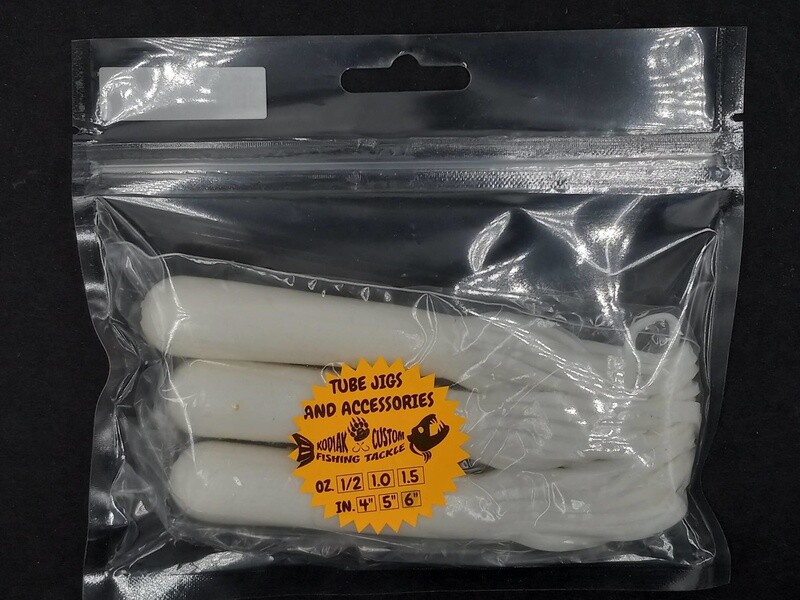 TUBE JIGS
AND ACCESSORIES
KODIAK CUSTOM
FISHING TACKLE
OZ. 1/2 1.0 1.5
IN. 4" 5" 6"